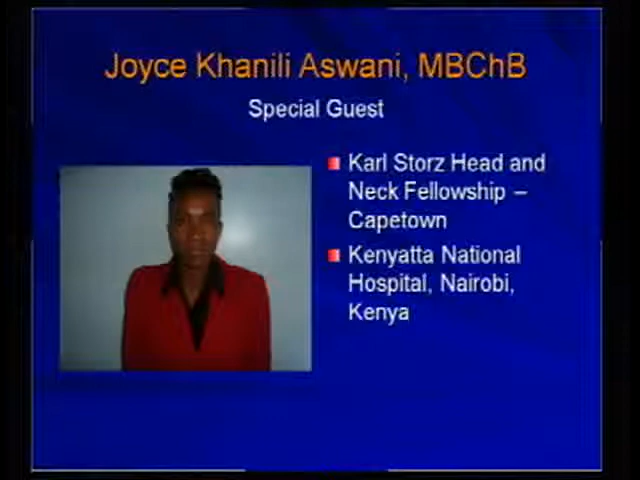 Joyce Khanili Aswani, MBChB
Special Guest
Karl Storz Head and
Neck Fellowship –
Capetown
Kenyatta National
Hospital, Nairobi,
Kenya